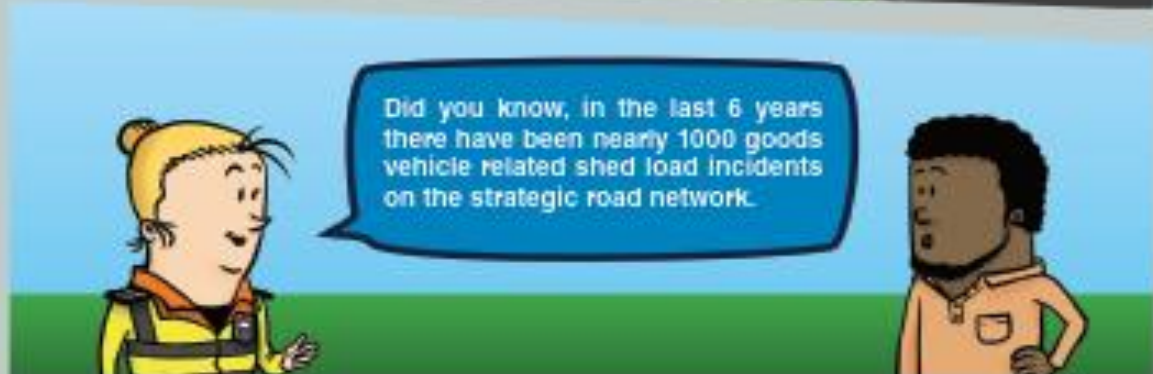 Did you know, in the last 6 years
there have been nearly 1000 goods
vehicle related shed load incidents
on the strategic road network.